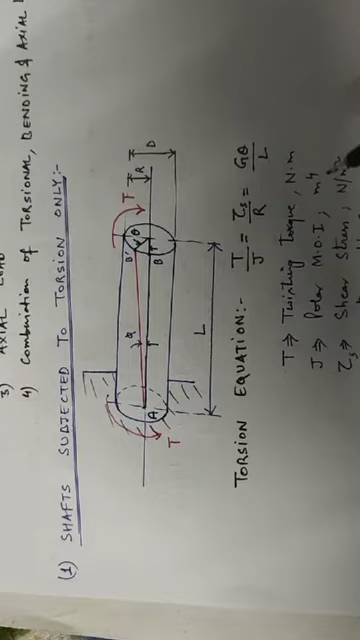 3) AXIAL LOAD
4) Combination of TORSIONAL, BENDING & AXIAL
(1) SHAFTS SUBJECTED TO TORSION ONLY:-
T
D
R
B'
θ
B
φ
A
T
L
TORSION EQUATION:- T/J = τs/R = Gθ/L
T ⇒ Twisting torque, N.m
J ⇒ Polar M.O.I; m⁴
τs ⇒ Shear stress, N/m²